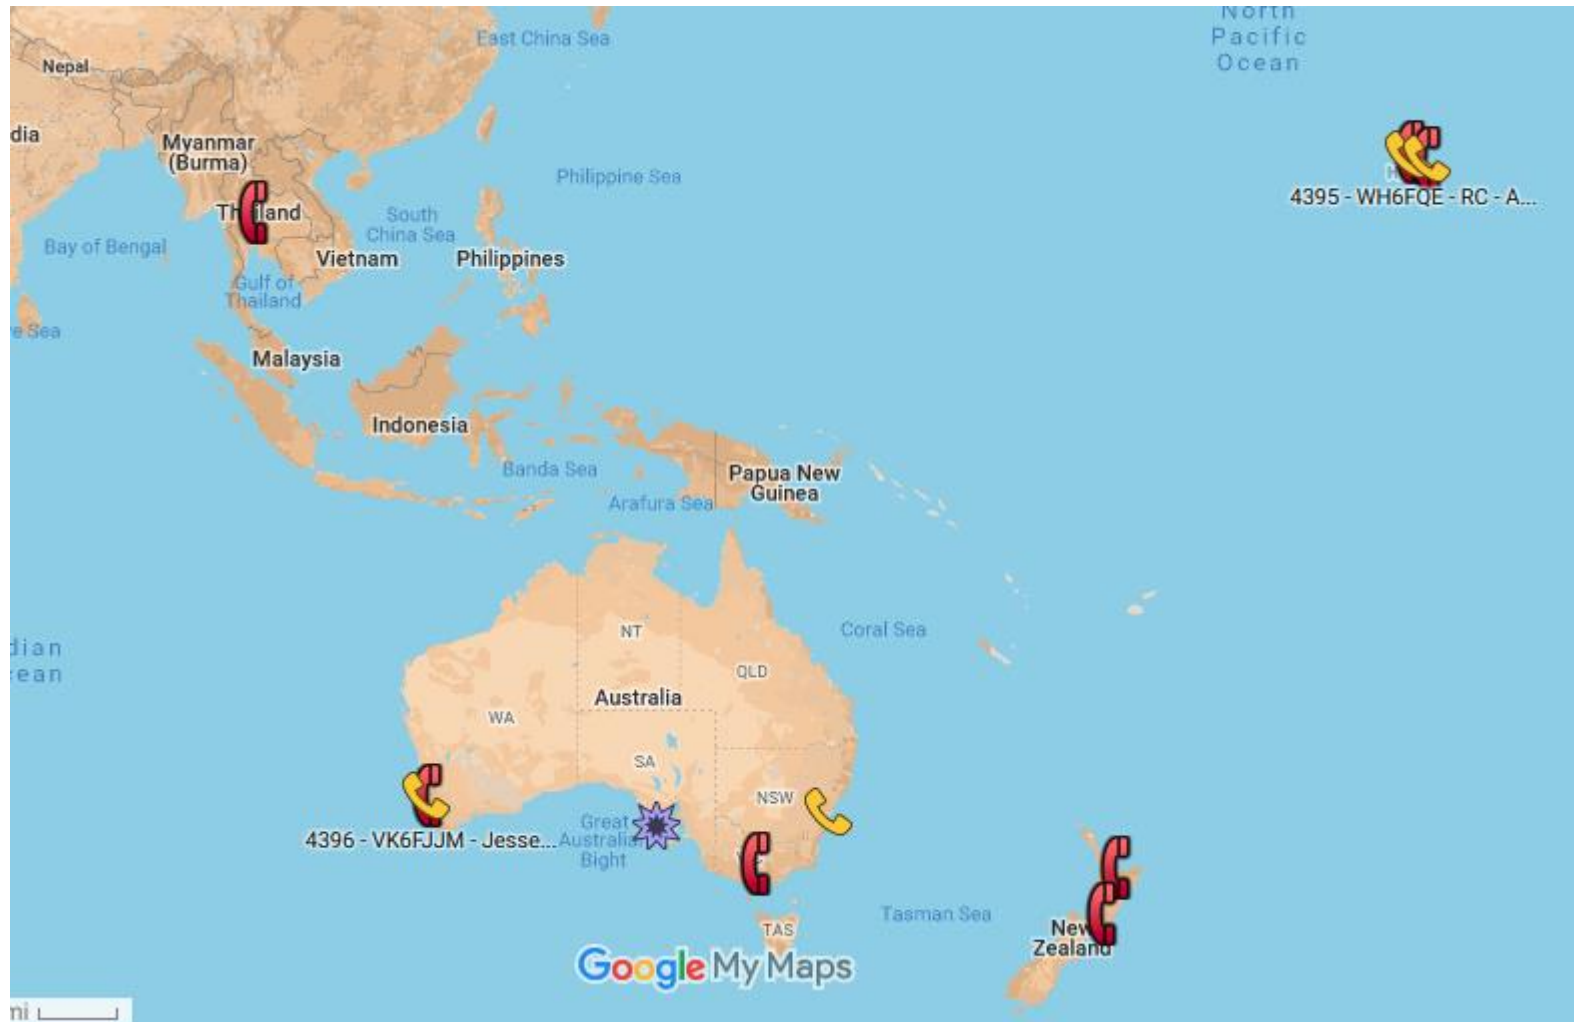 North
Pacific
Ocean
East China Sea
Nepal
dia
Myanmar
(Burma)
Philippine Sea
4395 - WH6FQE - RC - A...
Thailand
South
China Sea
Bay of Bengal
Vietnam
Philippines
Gulf of
Thailand
e Sea
Malaysia
Indonesia
Banda Sea
Papua New
Guinea
Arafura Sea
NT
Coral Sea
dian
ean
QLD
Australia
WA
SA
NSW
4396 - VK6FJJM - Jesse...
Great
Australian
Bight
Tasman Sea
TAS
New
Zealand
Google My Maps
mi